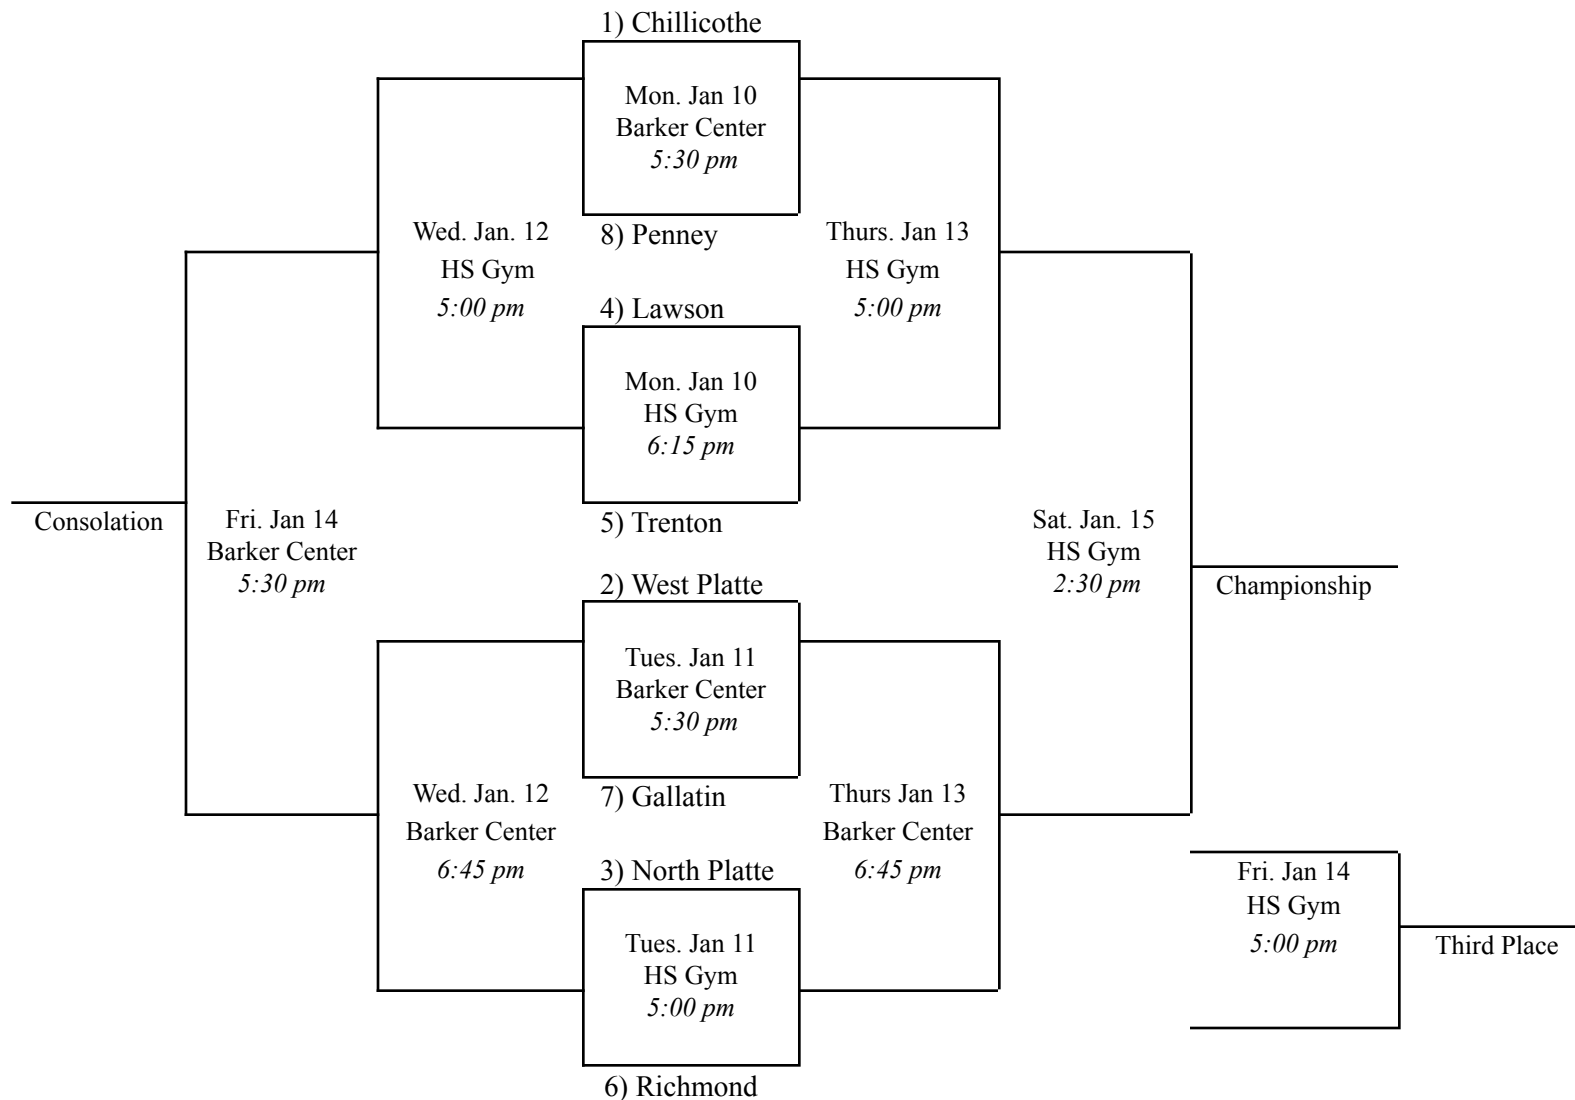 1) Chillicothe
Mon. Jan 10
Barker Center
5:30 pm
8) Penney
Wed. Jan. 12
HS Gym
5:00 pm
Thurs. Jan 13
HS Gym
5:00 pm
4) Lawson
Mon. Jan 10
HS Gym
6:15 pm
5) Trenton
Consolation
Fri. Jan 14
Barker Center
5:30 pm
Sat. Jan. 15
HS Gym
2:30 pm
Championship
2) West Platte
Tues. Jan 11
Barker Center
5:30 pm
7) Gallatin
Wed. Jan. 12
Barker Center
6:45 pm
Thurs Jan 13
Barker Center
6:45 pm
3) North Platte
Tues. Jan 11
HS Gym
5:00 pm
6) Richmond
Fri. Jan 14
HS Gym
5:00 pm
Third Place